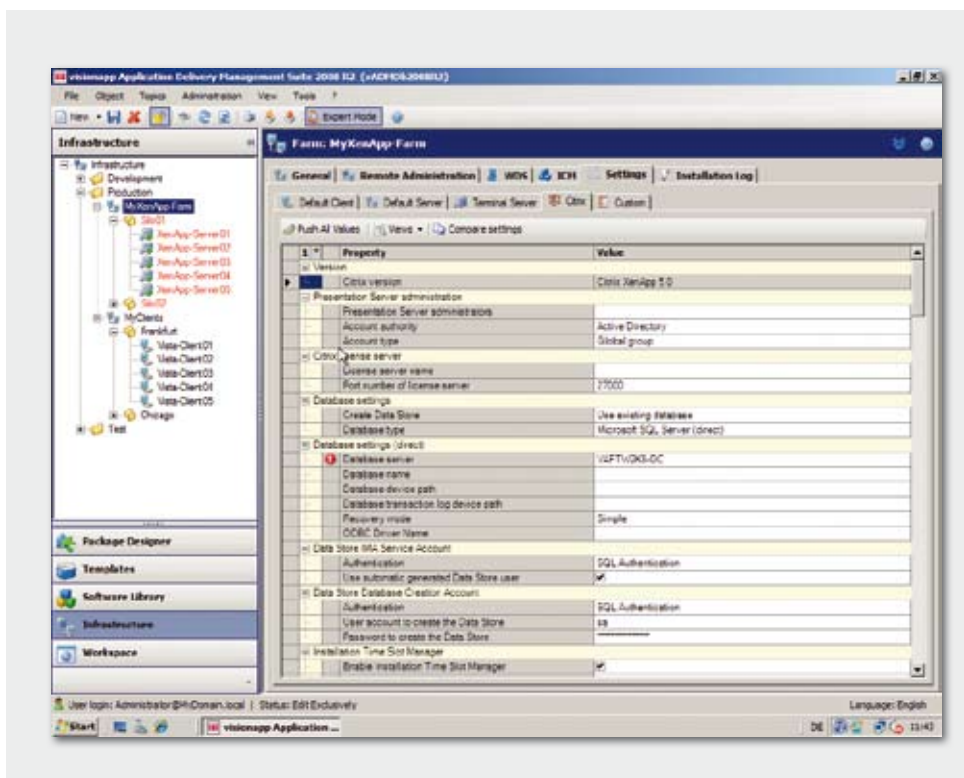 visionapp Application Delivery Management Suite 2008 R2
File Object Topics Administration View Tools ?
New Expert Mode
Infrastructure
Infrastructure
Development
Production
MyXenApp-Farm
Silo01
XenApp-Server01
XenApp-Server02
XenApp-Server03
XenApp-Server04
XenApp-Server05
Silo02
MyClients
Frankfurt
Vista-Client01
Vista-Client02
Vista-Client03
Vista-Client04
Vista-Client05
Chicago
Test
Package Designer
Templates
Software Library
Infrastructure
Workspace
Farm: MyXenApp-Farm
General Remote Administration WDS ICH Settings Installation Log
Default Client Default Server Terminal Server Citrix Custom
Push All Values Views Compare settings
Property Value
Version
Citrix version Citrix XenApp 5.0
Presentation Server administration
Presentation Server administrators
Account authority Active Directory
Account type Global group
Citrix license server
License server name
Port number of license server 27000
Database settings
Create Data Store Use existing database
Database type Microsoft SQL Server (direct)
Database settings (direct)
Database server
Database name
Database device path
Database transaction log device path
Recovery mode Simple
ODBC Driver Name
Data Store IMA Service Account
Authentication SQL Authentication
Use automatic generated Data Store user
Data Store Database Creation Account
Authentication SQL Authentication
User account to create the Data Store sa
Password to create the Data Store
Installation Time Slot Manager
Enable Installation Time Slot Manager
User login: Administrator@MyDomain.local | Status: Edit Exclusively Language: English
Start visionapp Application ... DE 11:43